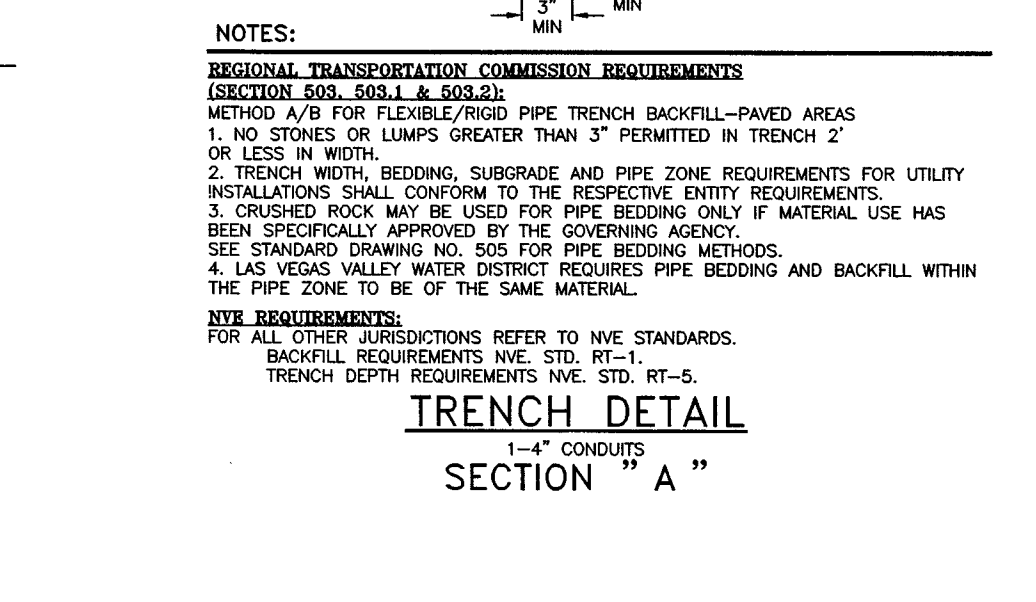 3" MIN
MIN
NOTES:
REGIONAL TRANSPORTATION COMMISSION REQUIREMENTS
(SECTION 503. 503.1 & 503.2):
METHOD A/B FOR FLEXIBLE/RIGID PIPE TRENCH BACKFILL-PAVED AREAS
1. NO STONES OR LUMPS GREATER THAN 3" PERMITTED IN TRENCH 2'
OR LESS IN WIDTH.
2. TRENCH WIDTH, BEDDING, SUBGRADE AND PIPE ZONE REQUIREMENTS FOR UTILITY
INSTALLATIONS SHALL CONFORM TO THE RESPECTIVE ENTITY REQUIREMENTS.
3. CRUSHED ROCK MAY BE USED FOR PIPE BEDDING ONLY IF MATERIAL USE HAS
BEEN SPECIFICALLY APPROVED BY THE GOVERNING AGENCY.
SEE STANDARD DRAWING NO. 505 FOR PIPE BEDDING METHODS.
4. LAS VEGAS VALLEY WATER DISTRICT REQUIRES PIPE BEDDING AND BACKFILL WITHIN
THE PIPE ZONE TO BE OF THE SAME MATERIAL.
NVE REQUIREMENTS:
FOR ALL OTHER JURISDICTIONS REFER TO NVE STANDARDS.
BACKFILL REQUIREMENTS NVE. STD. RT-1.
TRENCH DEPTH REQUIREMENTS NVE. STD. RT-5.
TRENCH DETAIL
1-4" CONDUITS
SECTION " A "